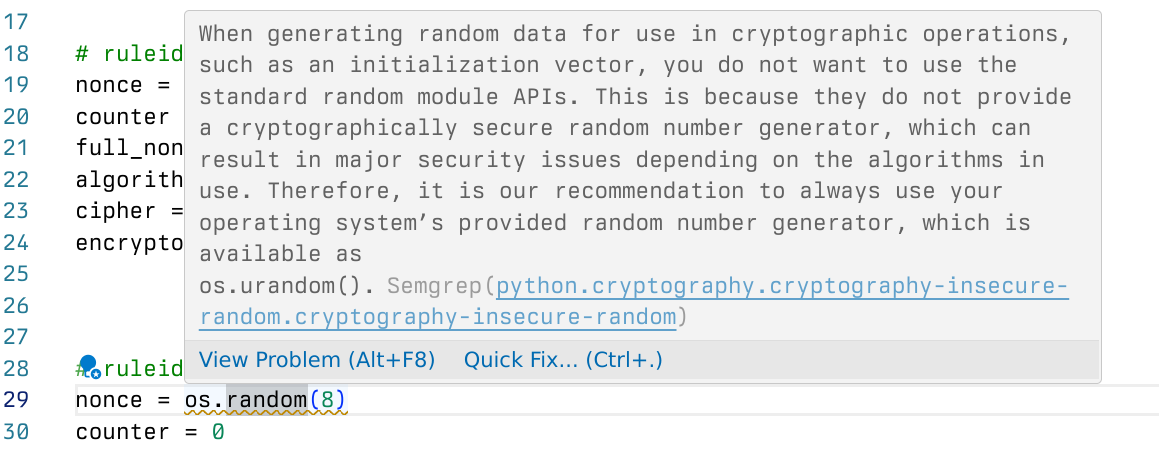 17
When generating random data for use in cryptographic operations,
18 # ruleid
such as an initialization vector, you do not want to use the
19 nonce =
standard random module APIs. This is because they do not provide
20 counter
a cryptographically secure random number generator, which can
21 full_non
result in major security issues depending on the algorithms in
22 algorith
use. Therefore, it is our recommendation to always use your
23 cipher =
operating system’s provided random number generator, which is
24 encrypto
available as
25
os.urandom(). Semgrep(python.cryptography.cryptography-insecure-
26
random.cryptography-insecure-random)
27
View Problem (Alt+F8) Quick Fix... (Ctrl+.)
28 # ruleid
29 nonce = os.random(8)
30 counter = 0